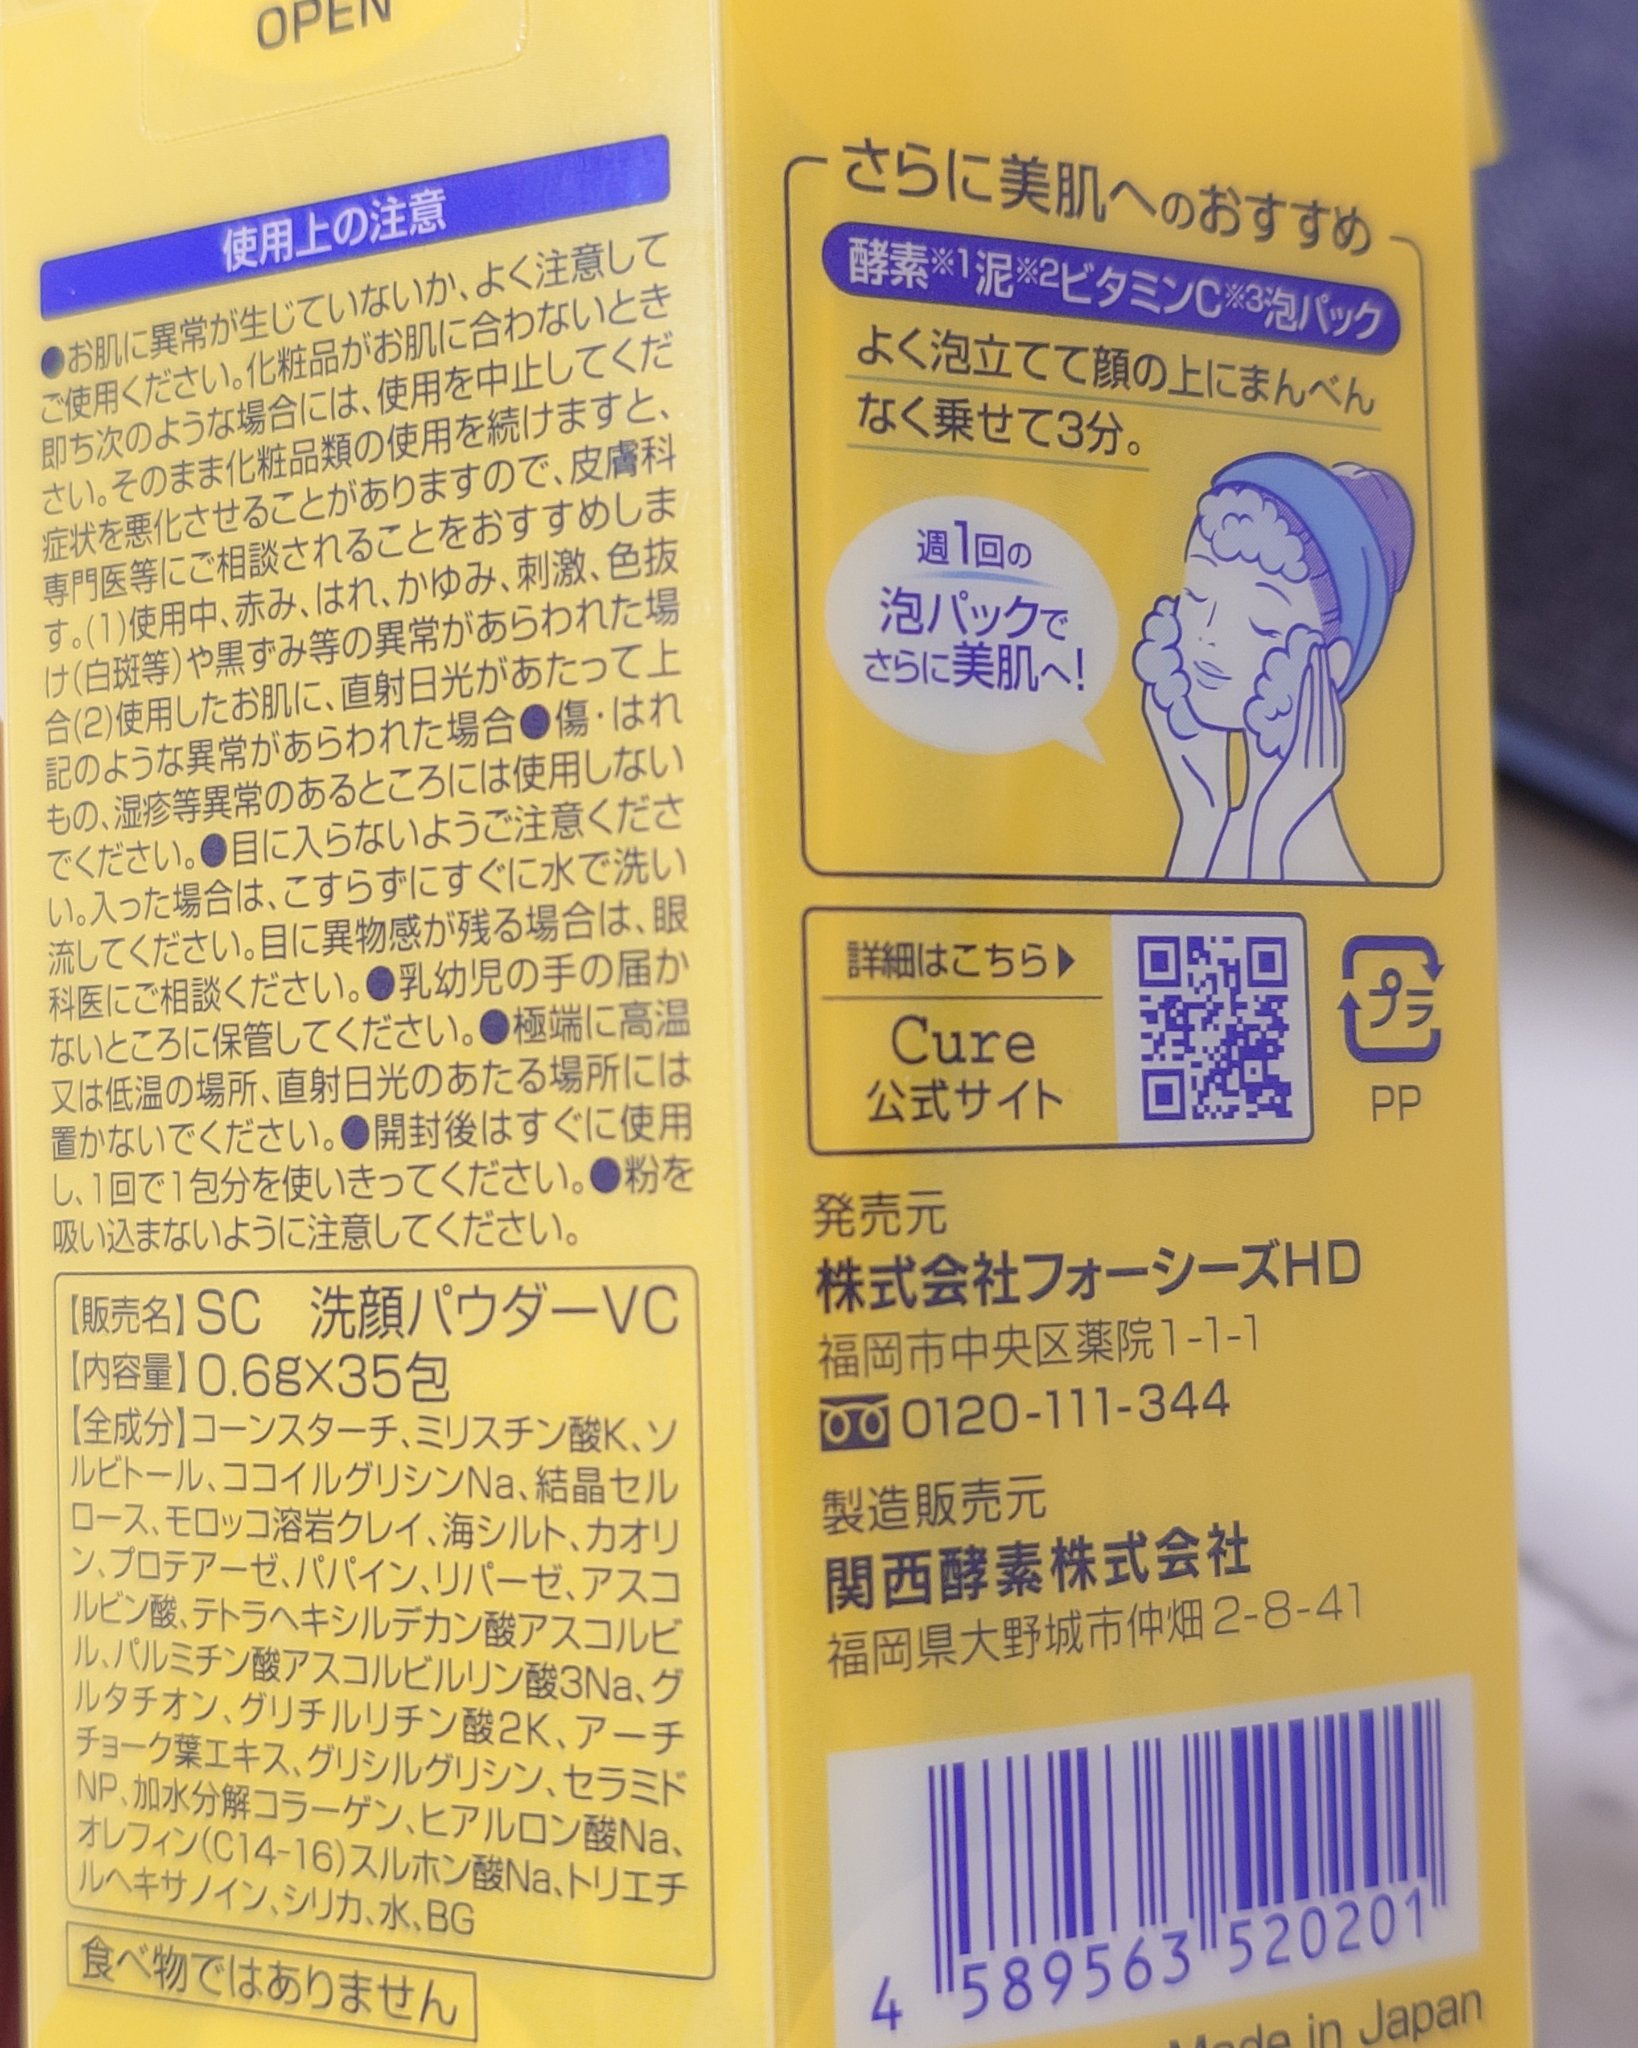 OPEN
使用上の注意
●お肌に異常が生じていないか、よく注意して
ご使用ください。化粧品がお肌に合わないとき
即ち次のような場合には、使用を中止してくだ
さい。そのまま化粧品類の使用を続けますと、
症状を悪化させることがありますので、皮膚科
専門医等にご相談されることをおすすめしま
す。(1)使用中、赤み、はれ、かゆみ、刺激、色抜
け(白斑等)や黒ずみ等の異常があらわれた場
合(2)使用したお肌に、直射日光があたって上
記のような異常があらわれた場合●傷・はれ
もの、湿疹等異常のあるところには使用しない
でください。●目に入らないようご注意くださ
い。入った場合は、こすらずにすぐに水で洗い
流してください。目に異物感が残る場合は、眼
科医にご相談ください。●乳幼児の手の届か
ないところに保管してください。●極端に高温
又は低温の場所、直射日光のあたる場所には
置かないでください。●開封後はすぐに使用
し、1回で1包分を使いきってください。●粉を
吸い込まないように注意してください。
【販売名】SC 洗顔パウダーVC
【内容量】0.6g×35包
【全成分】コーンスターチ、ミリスチン酸K、ソ
ルビトール、ココイルグリシンNa、結晶セル
ロース、モロッコ溶岩クレイ、海シルト、カオリ
ン、プロテアーゼ、パパイン、リパーゼ、アスコ
ルビン酸、テトラヘキシルデカン酸アスコルビ
ル、パルミチン酸アスコルビルリン酸3Na、グ
ルタチオン、グリチルリチン酸2K、アーチ
チョーク葉エキス、グリシルグリシン、セラミド
NP、加水分解コラーゲン、ヒアルロン酸Na、
オレフィン(C14-16)スルホン酸Na、トリエチ
ルヘキサノイン、シリカ、水、BG
食べ物ではありません
さらに美肌へのおすすめ
酵素※1泥※2ビタミンC※3泡パック
よく泡立てて顔の上にまんべん
なく乗せて3分。
週1回の
泡パックで
さらに美肌へ!
詳細はこちら▶
Cure
公式サイト
プラ
PP
発売元
株式会社フォーシーズHD
福岡市中央区薬院1-1-1
0120-111-344
製造販売元
関西酵素株式会社
福岡県大野城市仲畑2-8-41
4 589563 520201
Made in Japan